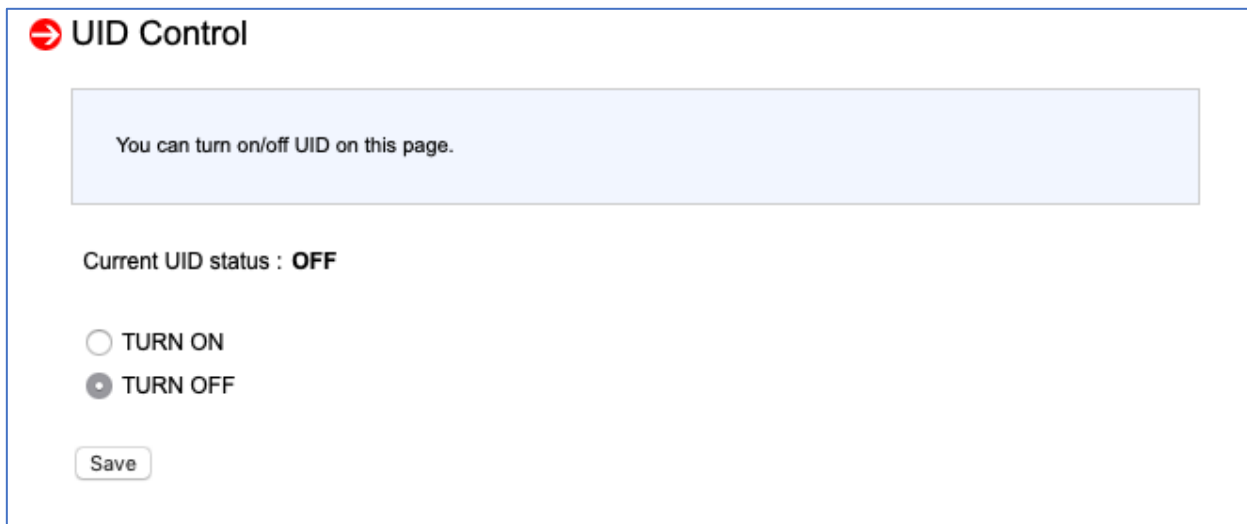 UID Control
You can turn on/off UID on this page.
Current UID status : OFF
TURN ON
TURN OFF
Save